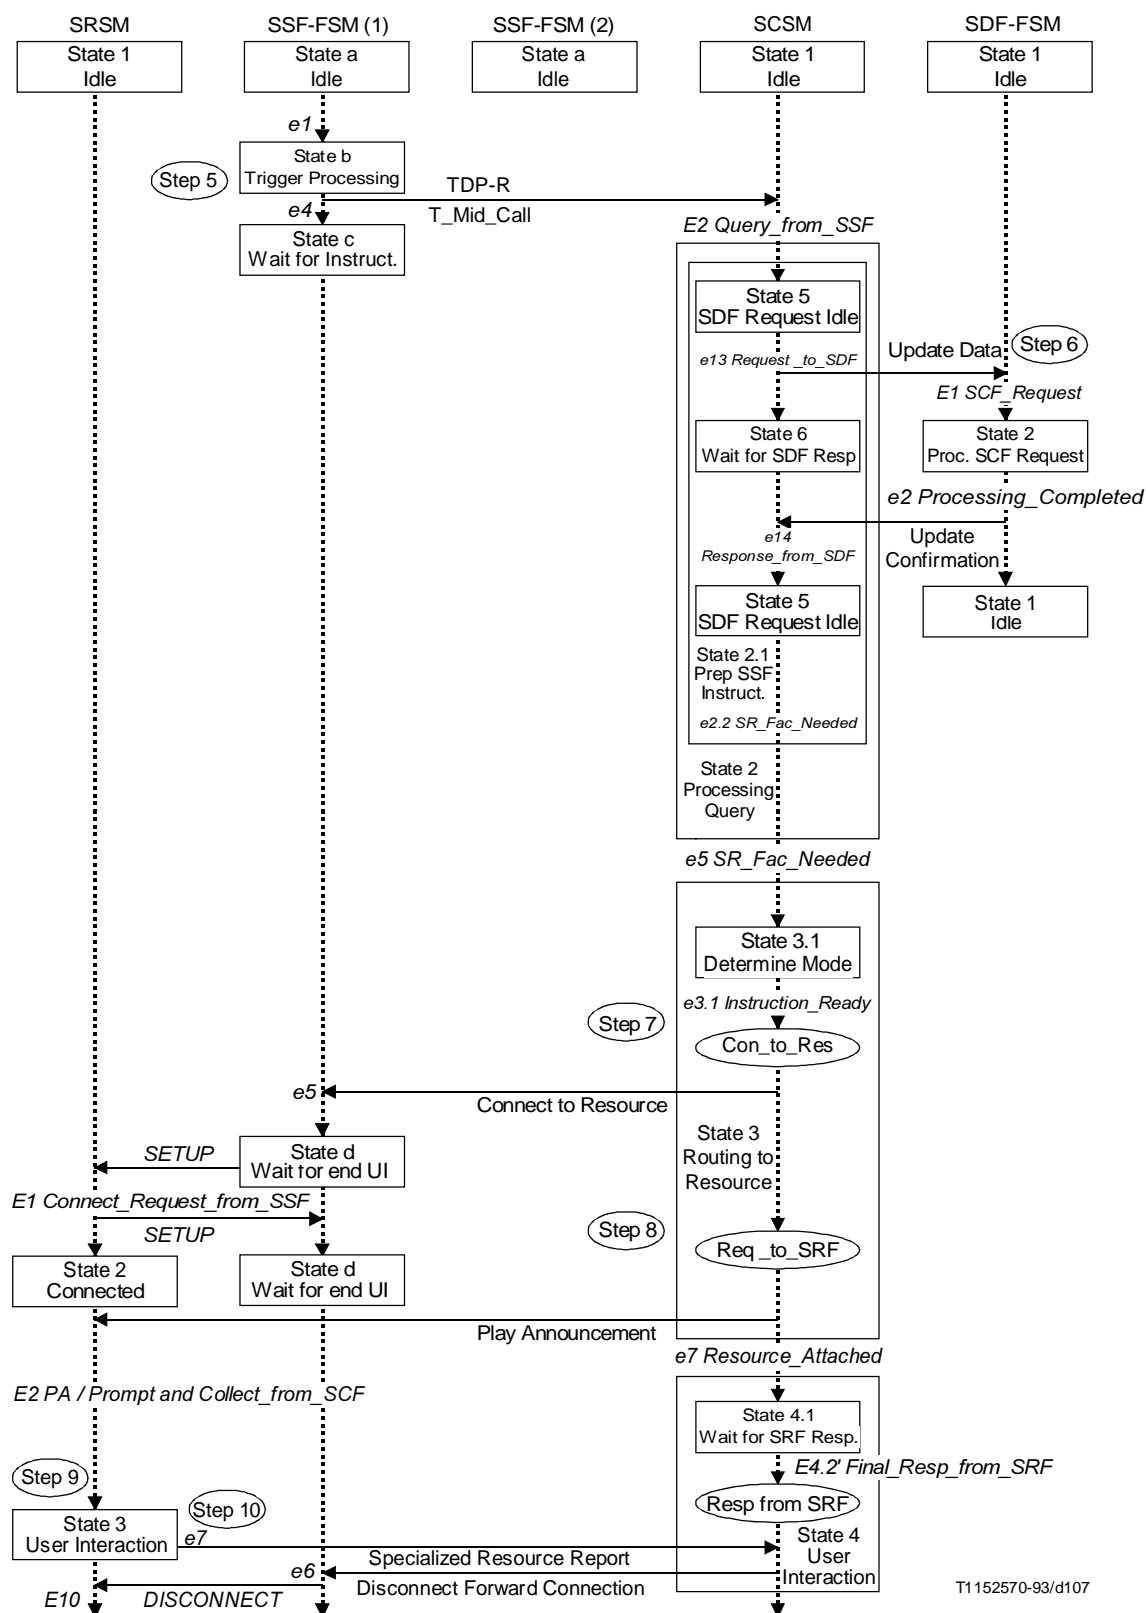 SRSM
SSF-FSM (1)
SSF-FSM (2)
SCSM
SDF-FSM
State 1
Idle
State a
Idle
State a
Idle
State 1
Idle
State 1
Idle
e1
State b
Trigger Processing
Step 5
TDP-R
e4
T_Mid_Call
E2 Query_from_SSF
State c
Wait for Instruct.
State 5
SDF Request Idle
Update Data
Step 6
e13 Request _to_SDF
E1 SCF_Request
State 6
Wait for SDF Resp
State 2
Proc. SCF Request
e2 Processing_Completed
e14
Response_from_SDF
Update
Confirmation
State 5
SDF Request Idle
State 1
Idle
State 2.1
Prep SSF
Instruct.
e2.2 SR_Fac_Needed
State 2
Processing
Query
e5 SR_Fac_Needed
State 3.1
Determine Mode
e3.1 Instruction_Ready
Step 7
Con_to_Res
e5
Connect to Resource
State d
Wait for end UI
SETUP
State 3
Routing to
Resource
E1 Connect_Request_from_SSF
SETUP
Step 8
Req _to_SRF
State 2
Connected
State d
Wait for end UI
Play Announcement
e7 Resource_Attached
E2 PA / Prompt and Collect_from_SCF
State 4.1
Wait for SRF Resp.
E4.2' Final_Resp_from_SRF
Step 9
Resp from SRF
Step 10
State 3
User Interaction
e7
State 4
User
Interaction
Specialized Resource Report
e6
Disconnect Forward Connection
E10
DISCONNECT
T1152570-93/d107